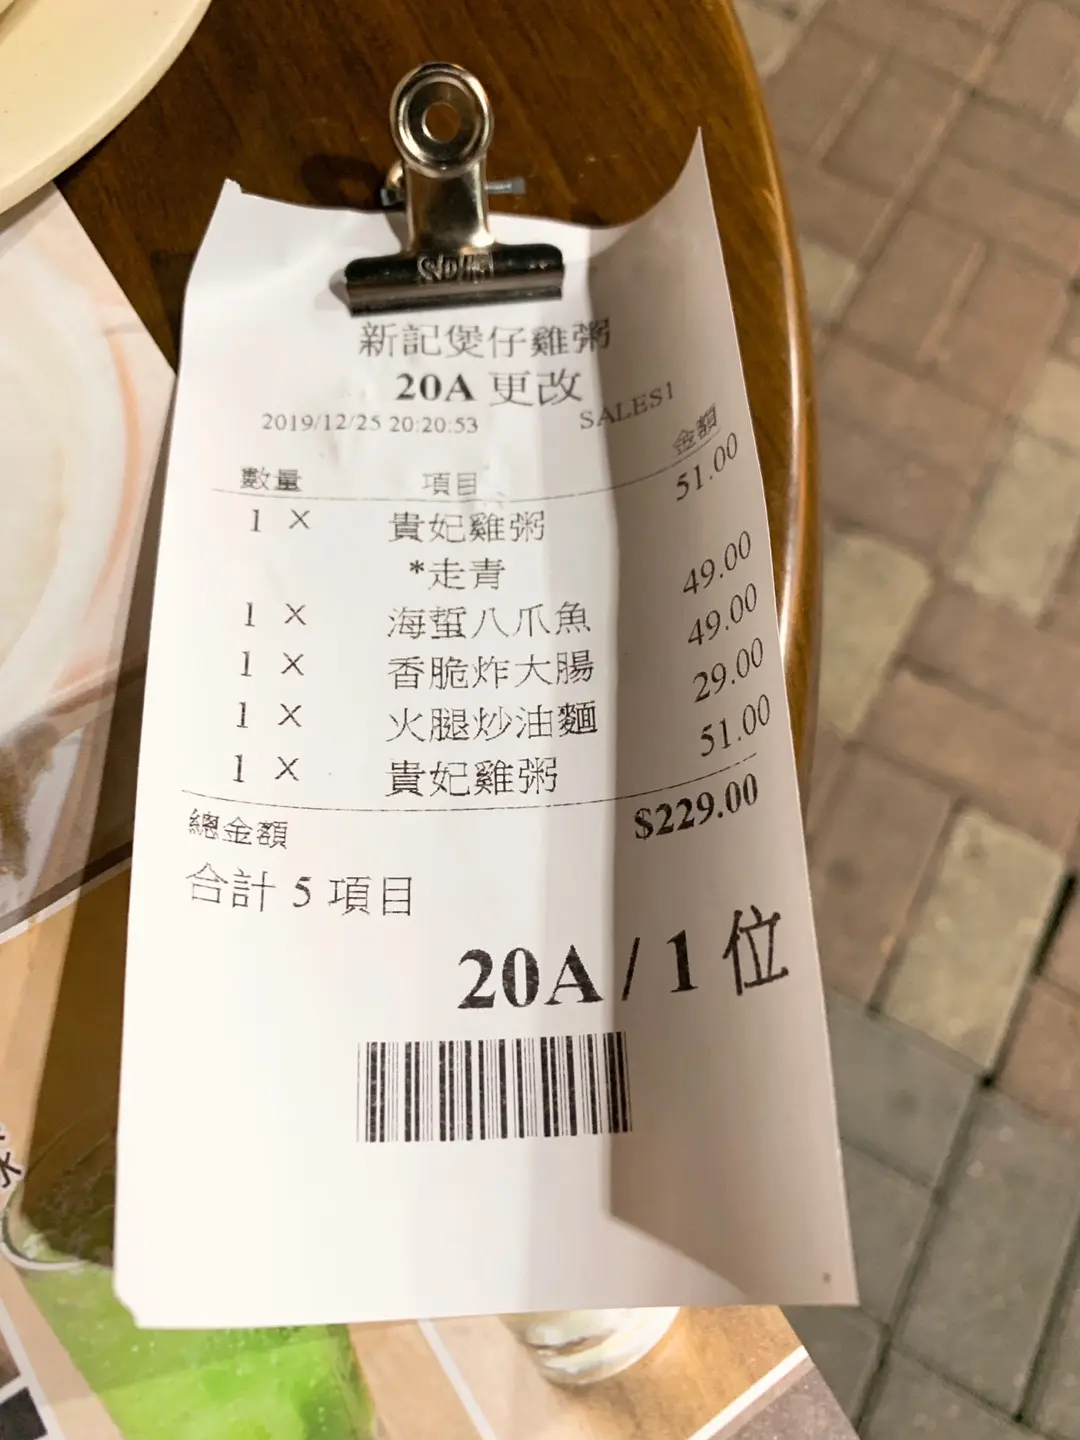 新記煲仔雞粥
20A 更改
2019/12/25 20:20:53 SALES1
數量 項目 金額
1 X 貴妃雞粥 51.00
*走青
1 X 海蜇八爪魚 49.00
1 X 香脆炸大腸 49.00
1 X 火腿炒油麵 29.00
1 X 貴妃雞粥 51.00
總金額 $229.00
合計 5 項目
20A / 1 位